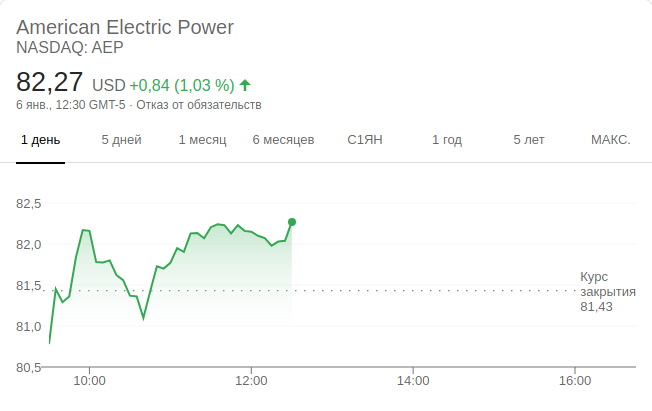 American Electric Power
NASDAQ: AEP
82,27 USD +0,84 (1,03 %)
6 янв., 12:30 GMT-5 · Отказ от обязательств
1 день 5 дней 1 месяц 6 месяцев С1ЯН 1 год 5 лет МАКС.
82,5
82,0
81,5
81,0
80,5
Курс
закрытия
81,43
10:00 12:00 14:00 16:00